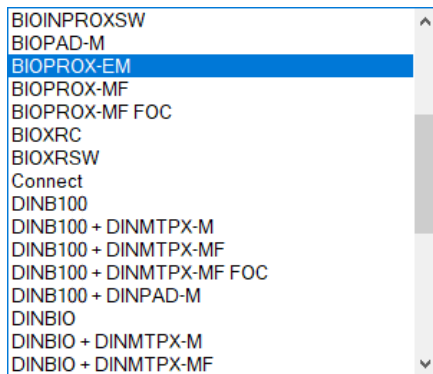 BIOINPROXSW
BIOPAD-M
BIOPROX-EM
BIOPROX-MF
BIOPROX-MF FOC
BIOXRC
BIOXRSW
Connect
DINB100
DINB100 + DINMTPX-M
DINB100 + DINMTPX-MF
DINB100 + DINMTPX-MF FOC
DINB100 + DINPAD-M
DINBIO
DINBIO + DINMTPX-M
DINBIO + DINMTPX-MF